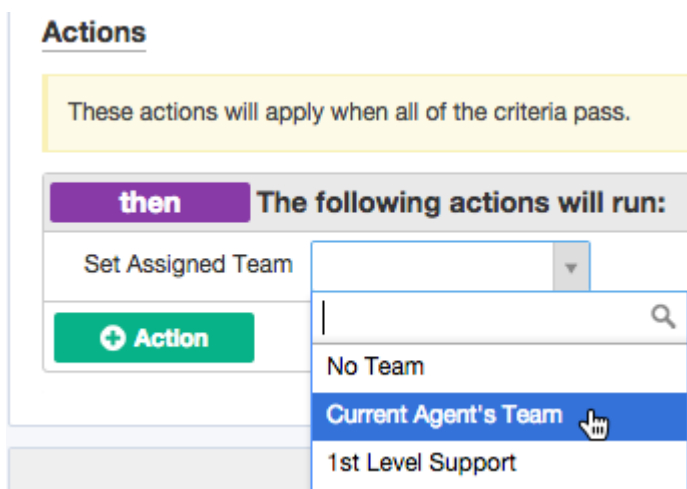 Actions
These actions will apply when all of the criteria pass.
then The following actions will run:
Set Assigned Team
Action
No Team
Current Agent's Team
1st Level Support